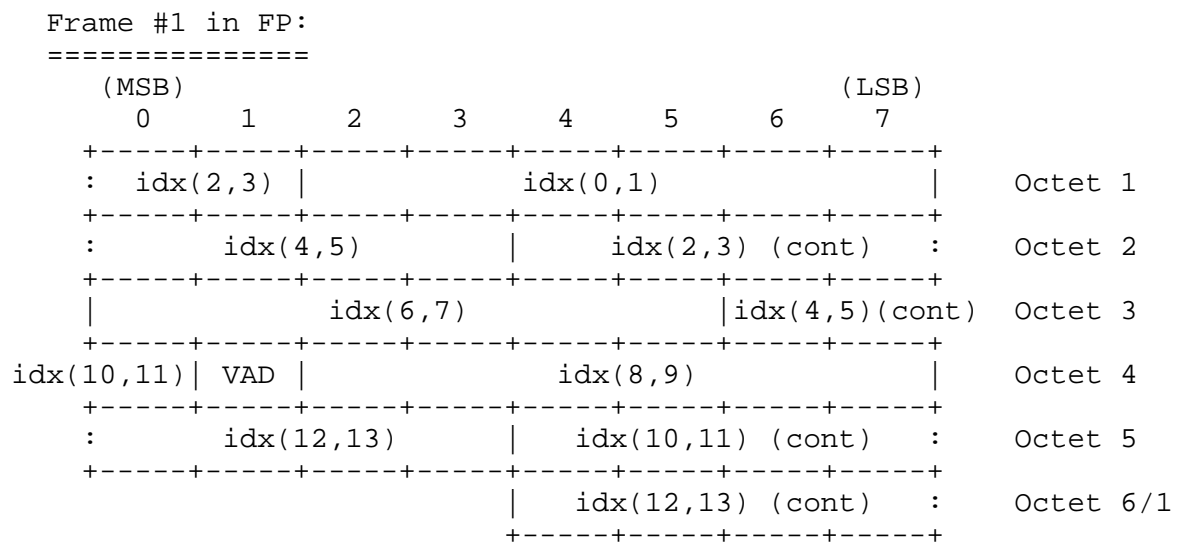 Frame #1 in FP:
===============
(MSB) (LSB)
0 1 2 3 4 5 6 7
+-----+-----+-----+-----+-----+-----+-----+-----+
: idx(2,3) | idx(0,1) | Octet 1
+-----+-----+-----+-----+-----+-----+-----+-----+
: idx(4,5) | idx(2,3) (cont) : Octet 2
+-----+-----+-----+-----+-----+-----+-----+-----+
| idx(6,7) |idx(4,5)(cont) Octet 3
+-----+-----+-----+-----+-----+-----+-----+-----+
idx(10,11)| VAD | idx(8,9) | Octet 4
+-----+-----+-----+-----+-----+-----+-----+-----+
: idx(12,13) | idx(10,11) (cont) : Octet 5
+-----+-----+-----+-----+-----+-----+-----+-----+
| idx(12,13) (cont) : Octet 6/1
+-----+-----+-----+-----+